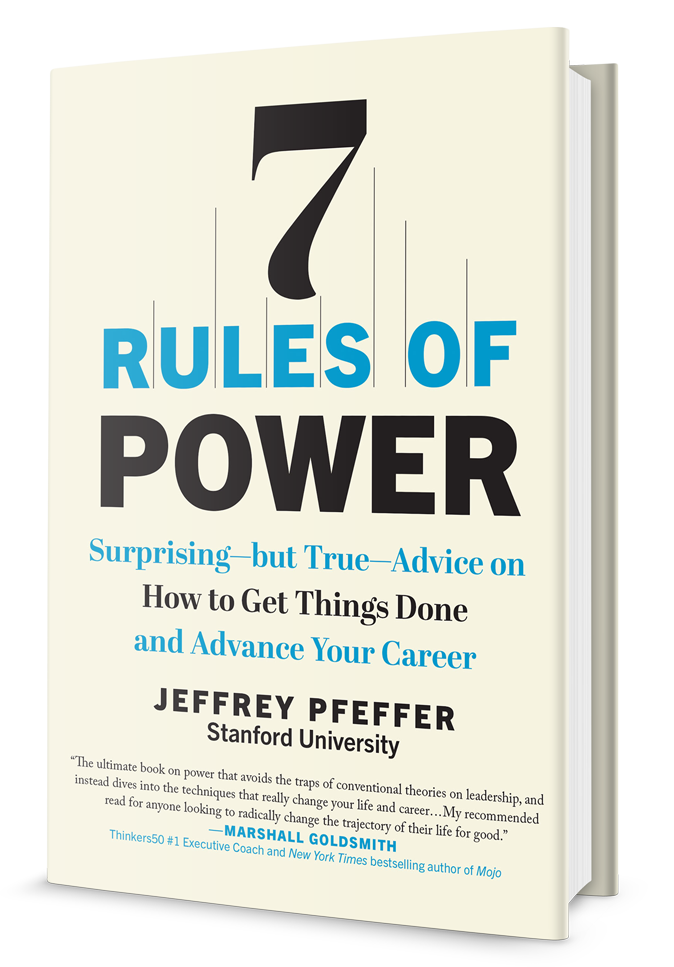 7
RULES OF
POWER
Surprising—but True—Advice on
How to Get Things Done
and Advance Your Career
JEFFREY PFEFFER
Stanford University
“The ultimate book on power that avoids the traps of conventional theories on leadership, and
instead dives into the techniques that really change your life and career…My recommended
read for anyone looking to radically change the trajectory of their life for good.”
—MARSHALL GOLDSMITH
Thinkers50 #1 Executive Coach and New York Times bestselling author of Mojo